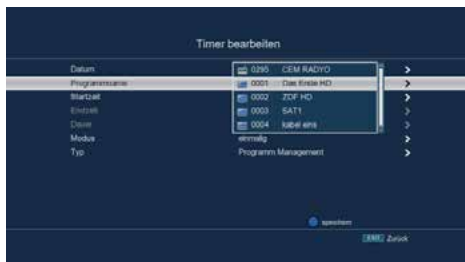 Timer bearbeiten
Datum
0295 CEM RADYO
Programmname
0001 Das Erste HD
Startzeit
0002 ZDF HD
Endzeit
0003 SAT1
Dauer
0004 kabel eins
Modus
einmalig
Typ
Programm Management
speichern
EXIT Zurück